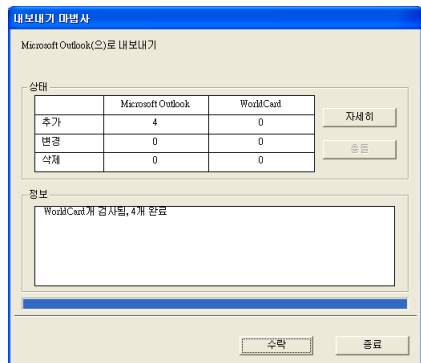 내보내기 마법사
Microsoft Outlook(으)로 내보내기
상태
Microsoft Outlook WorldCard
추가 4 0
변경 0 0
삭제 0 0
자세히
충돌
정보
WorldCard개 검사됨, 4개 완료
수락 종료